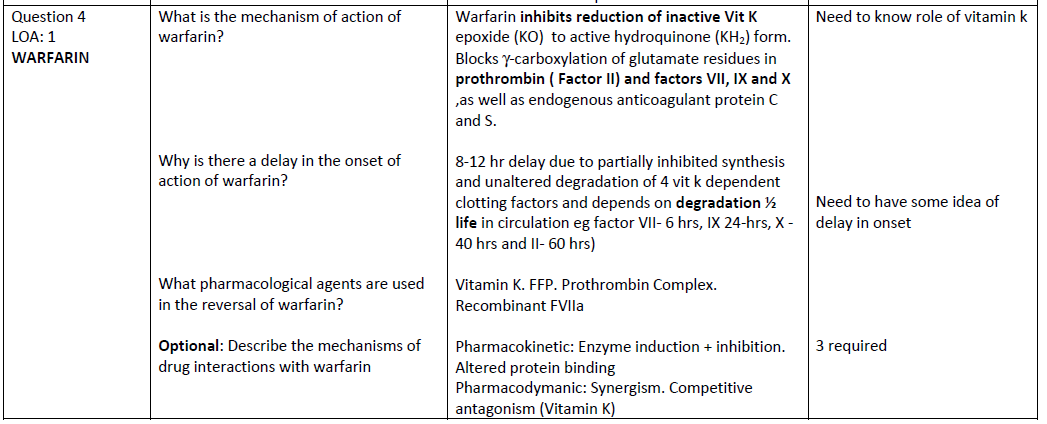 Question 4
LOA: 1
WARFARIN
What is the mechanism of action of
warfarin?
Warfarin inhibits reduction of inactive Vit K
epoxide (KO) to active hydroquinone (KH₂) form.
Blocks γ-carboxylation of glutamate residues in
prothrombin ( Factor II) and factors VII, IX and X
,as well as endogenous anticoagulant protein C
and S.
Need to know role of vitamin k
Why is there a delay in the onset of
action of warfarin?
8-12 hr delay due to partially inhibited synthesis
and unaltered degradation of 4 vit k dependent
clotting factors and depends on degradation ½
life in circulation eg factor VII- 6 hrs, IX 24-hrs, X -
40 hrs and II- 60 hrs)
Need to have some idea of
delay in onset
What pharmacological agents are used
in the reversal of warfarin?
Vitamin K. FFP. Prothrombin Complex.
Recombinant FVIIa
Optional: Describe the mechanisms of
drug interactions with warfarin
Pharmacokinetic: Enzyme induction + inhibition.
Altered protein binding
Pharmacodymanic: Synergism. Competitive
antagonism (Vitamin K)
3 required